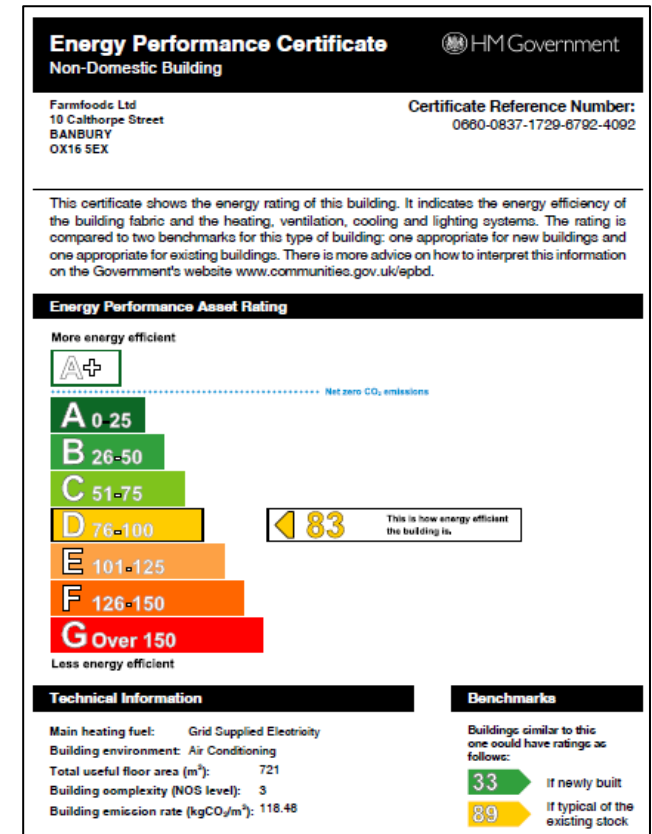 Energy Performance Certificate
HM Government
Non-Domestic Building
Farmfoods Ltd
10 Calthorpe Street
BANBURY
OX16 5EX
Certificate Reference Number:
0660-0837-1729-6792-4092
This certificate shows the energy rating of this building. It indicates the energy efficiency of
the building fabric and the heating, ventilation, cooling and lighting systems. The rating is
compared to two benchmarks for this type of building: one appropriate for new buildings and
one appropriate for existing buildings. There is more advice on how to interpret this information
on the Government's website www.communities.gov.uk/epbd.
Energy Performance Asset Rating
More energy efficient
A+
Net zero CO₂ emissions
A 0-25
B 26-50
C 51-75
D 76-100
83
This is how energy efficient
the building is.
E 101-125
F 126-150
G Over 150
Less energy efficient
Technical Information
Main heating fuel: Grid Supplied Electricity
Building environment: Air Conditioning
Total useful floor area (m²): 721
Building complexity (NOS level): 3
Building emission rate (kgCO₂/m²): 118.48
Benchmarks
Buildings similar to this
one could have ratings as
follows:
33 If newly built
89 If typical of the
existing stock